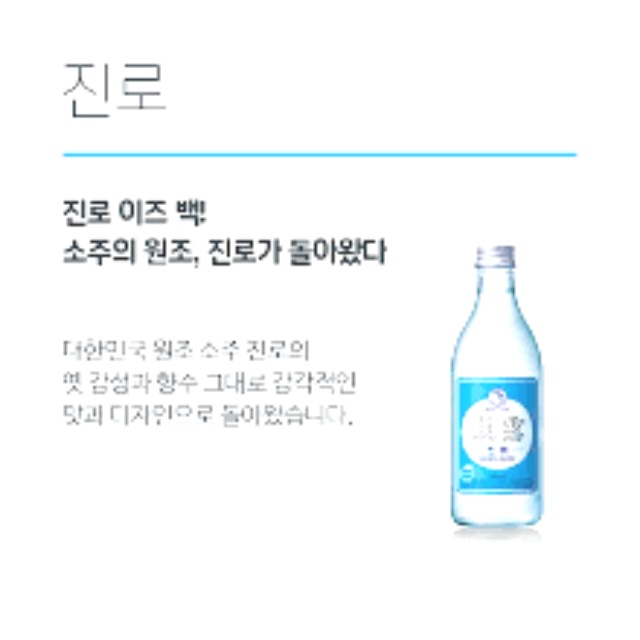 진로
진로 이즈 백!
소주의 원조, 진로가 돌아왔다
대한민국 원조 소주 진로의
옛 감성과 향수 그대로 감각적인
맛과 디자인으로 돌아왔습니다.